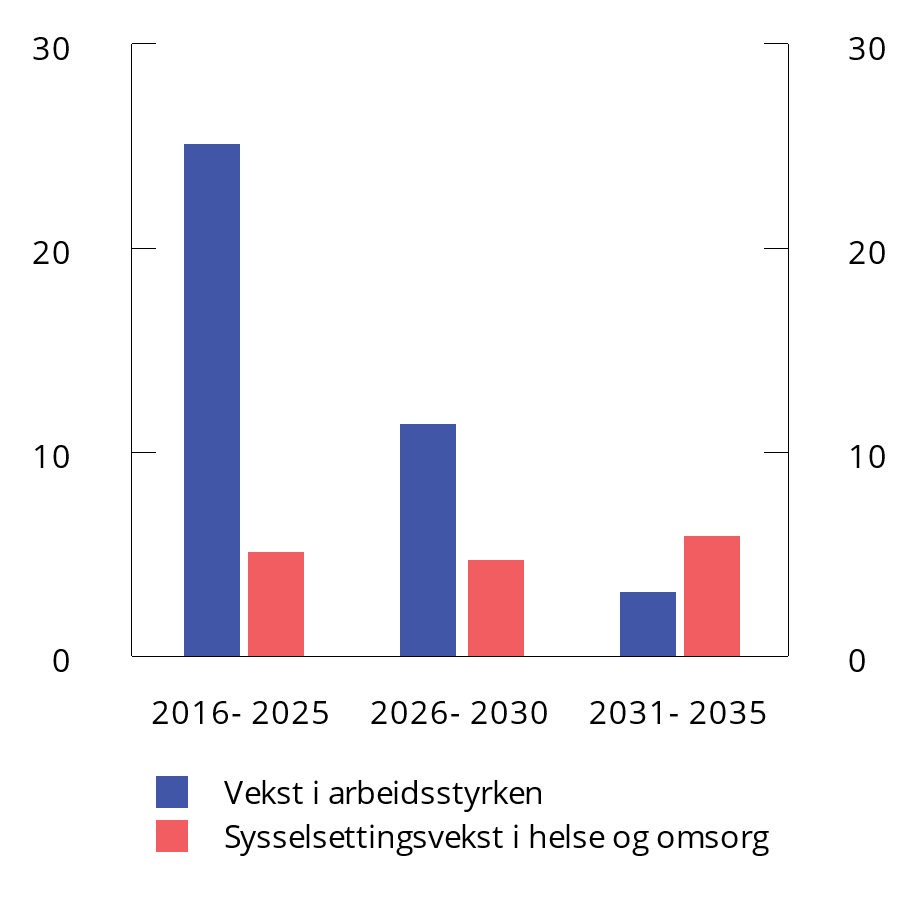 30 30
20 20
10 10
0 0
2016- 2025 2026- 2030 2031- 2035
Vekst i arbeidsstyrken
Sysselsettingsvekst i helse og omsorg